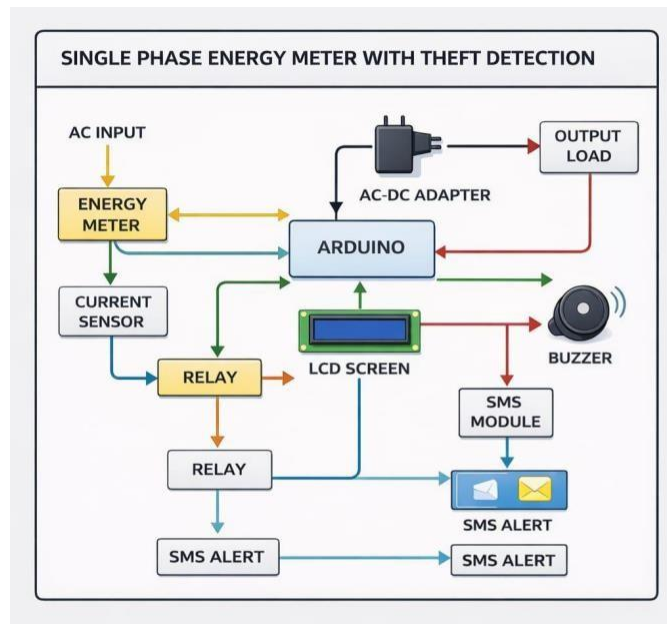 SINGLE PHASE ENERGY METER WITH THEFT DETECTION
AC INPUT
OUTPUT
LOAD
AC-DC ADAPTER
ENERGY
METER
ARDUINO
CURRENT
SENSOR
BUZZER
LCD SCREEN
RELAY
SMS
MODULE
RELAY
SMS ALERT
SMS ALERT
SMS ALERT